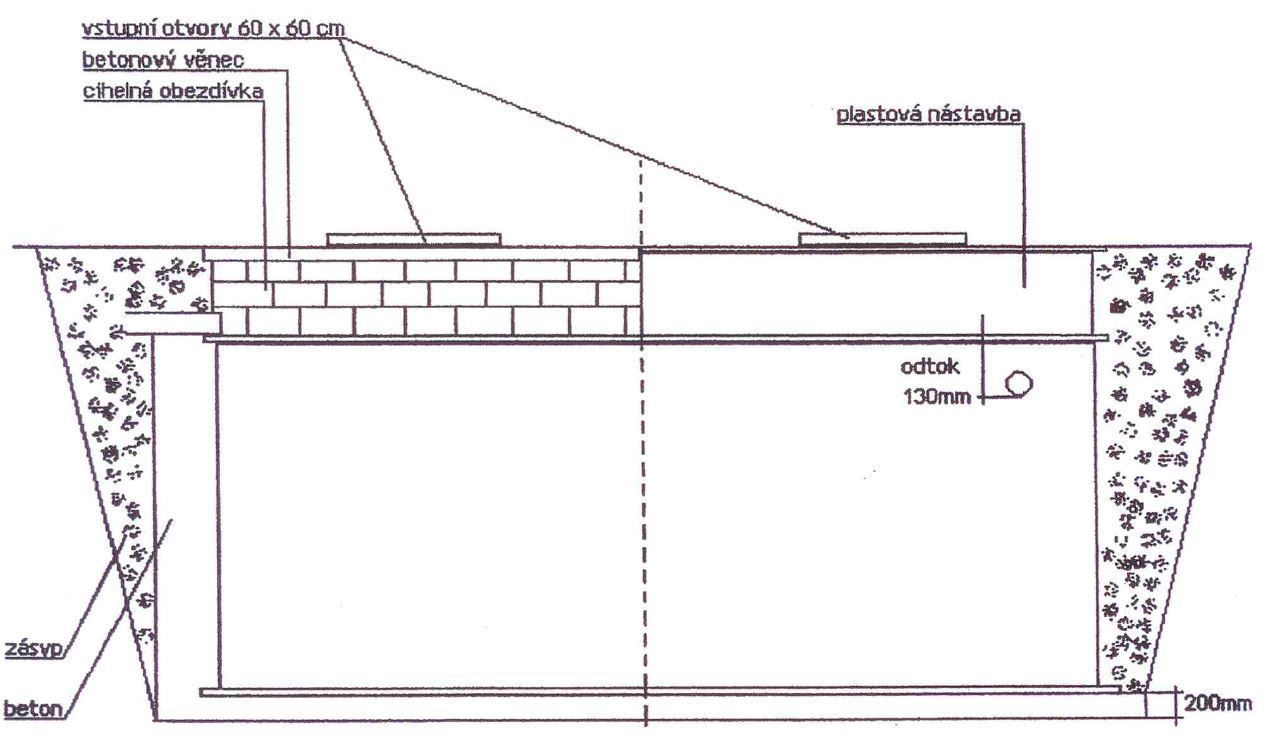 vstupní otvory 60 x 60 cm
betonový věnec
cihelná obezdívka
plastová nástavba
odtok
130mm
zásyp
beton
200mm